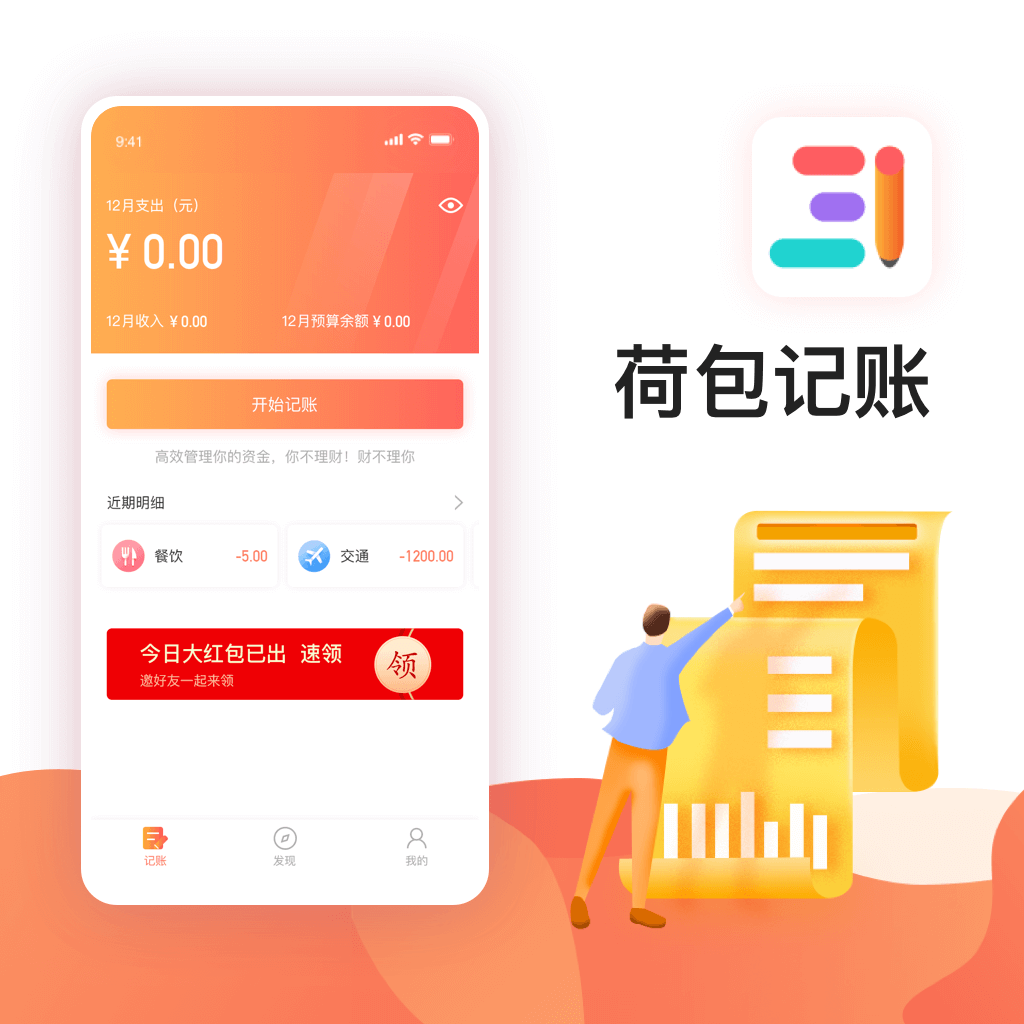 9:41
12月支出（元）
¥ 0.00
12月收入 ¥ 0.00
12月预算余额 ¥ 0.00
开始记账
高效管理你的资金，你不理财！财不理你
近期明细
餐饮 -5.00
交通 -1200.00
今日大红包已出 速领
邀好友一起来领
领
记账
发现
我的
荷包记账